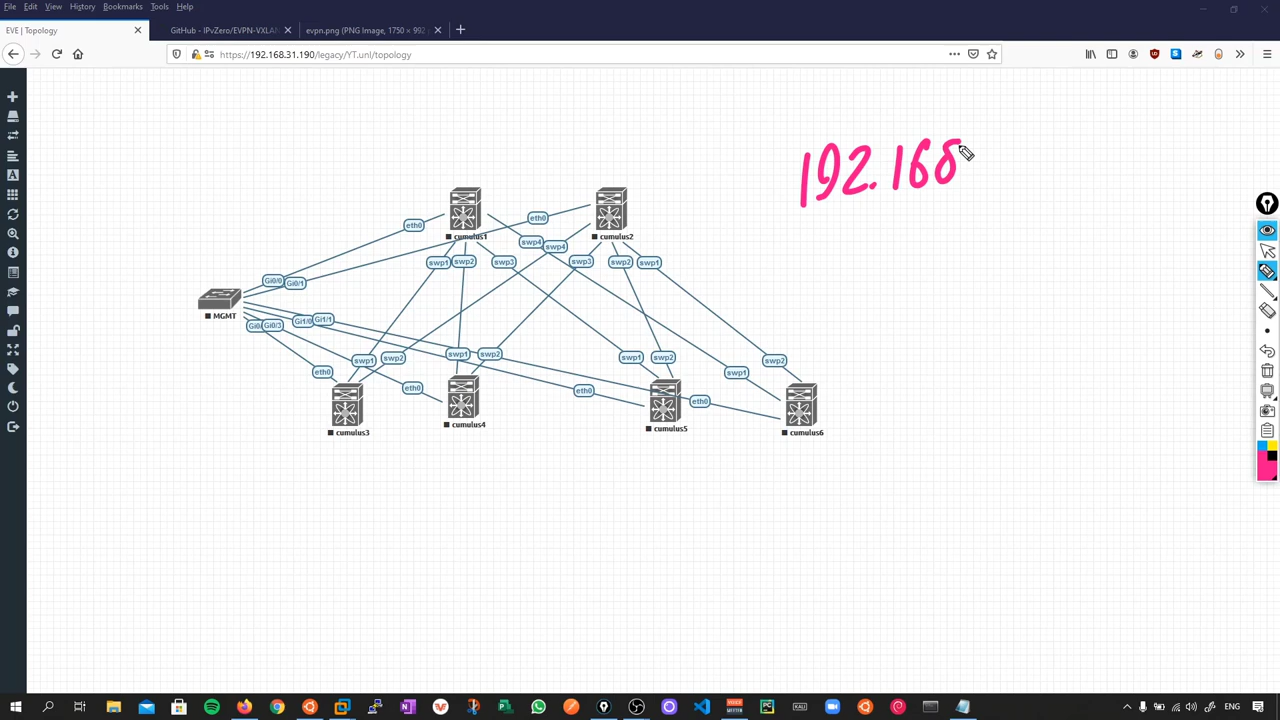 File Edit View History Bookmarks Tools Help
EVE | Topology
GitHub - IPvZero/EVPN-VXLAN
evpn.png (PNG Image, 1750 × 992
https://192.168.31.190/legacy/YT.unl/topology
192.168
cumulus1
cumulus2
eth0
eth0
swp4
swp4
swp1
swp2
swp3
swp3
swp2
swp1
Gi0/0
Gi0/1
MGMT
Gi0/3
Gi1/0
Gi1/1
eth0
swp1
swp2
eth0
swp1
swp2
eth0
swp1
swp2
eth0
swp1
swp2
cumulus3
cumulus4
cumulus5
cumulus6
ENG